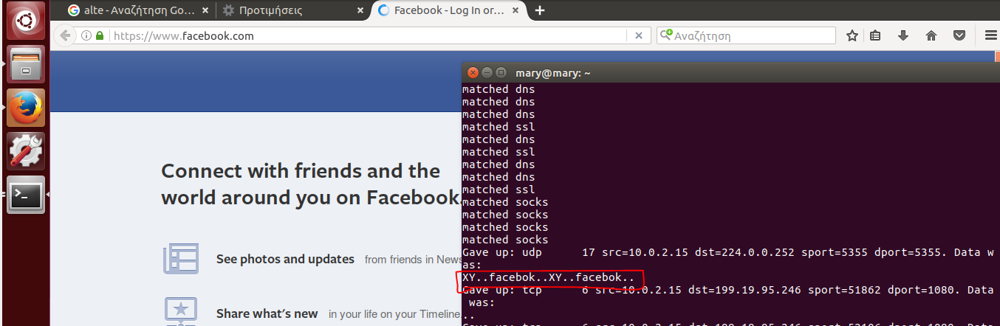 alte - Αναζήτηση Go...
Προτιμήσεις
Facebook - Log In or...
https://www.facebook.com
Αναζήτηση
Connect with friends and the
world around you on Facebook.
See photos and updates from friends in News
Share what's new in your life on your Timeline.
mary@mary: ~
matched dns
matched dns
matched dns
matched ssl
matched dns
matched ssl
matched dns
matched dns
matched ssl
matched socks
matched socks
matched socks
matched socks
Gave up: udp 17 src=10.0.2.15 dst=224.0.0.252 sport=5355 dport=5355. Data w
as:
XY..facebok..XY..facebok..
Gave up: tcp 6 src=10.0.2.15 dst=199.19.95.246 sport=51862 dport=1080. Data
was:
..